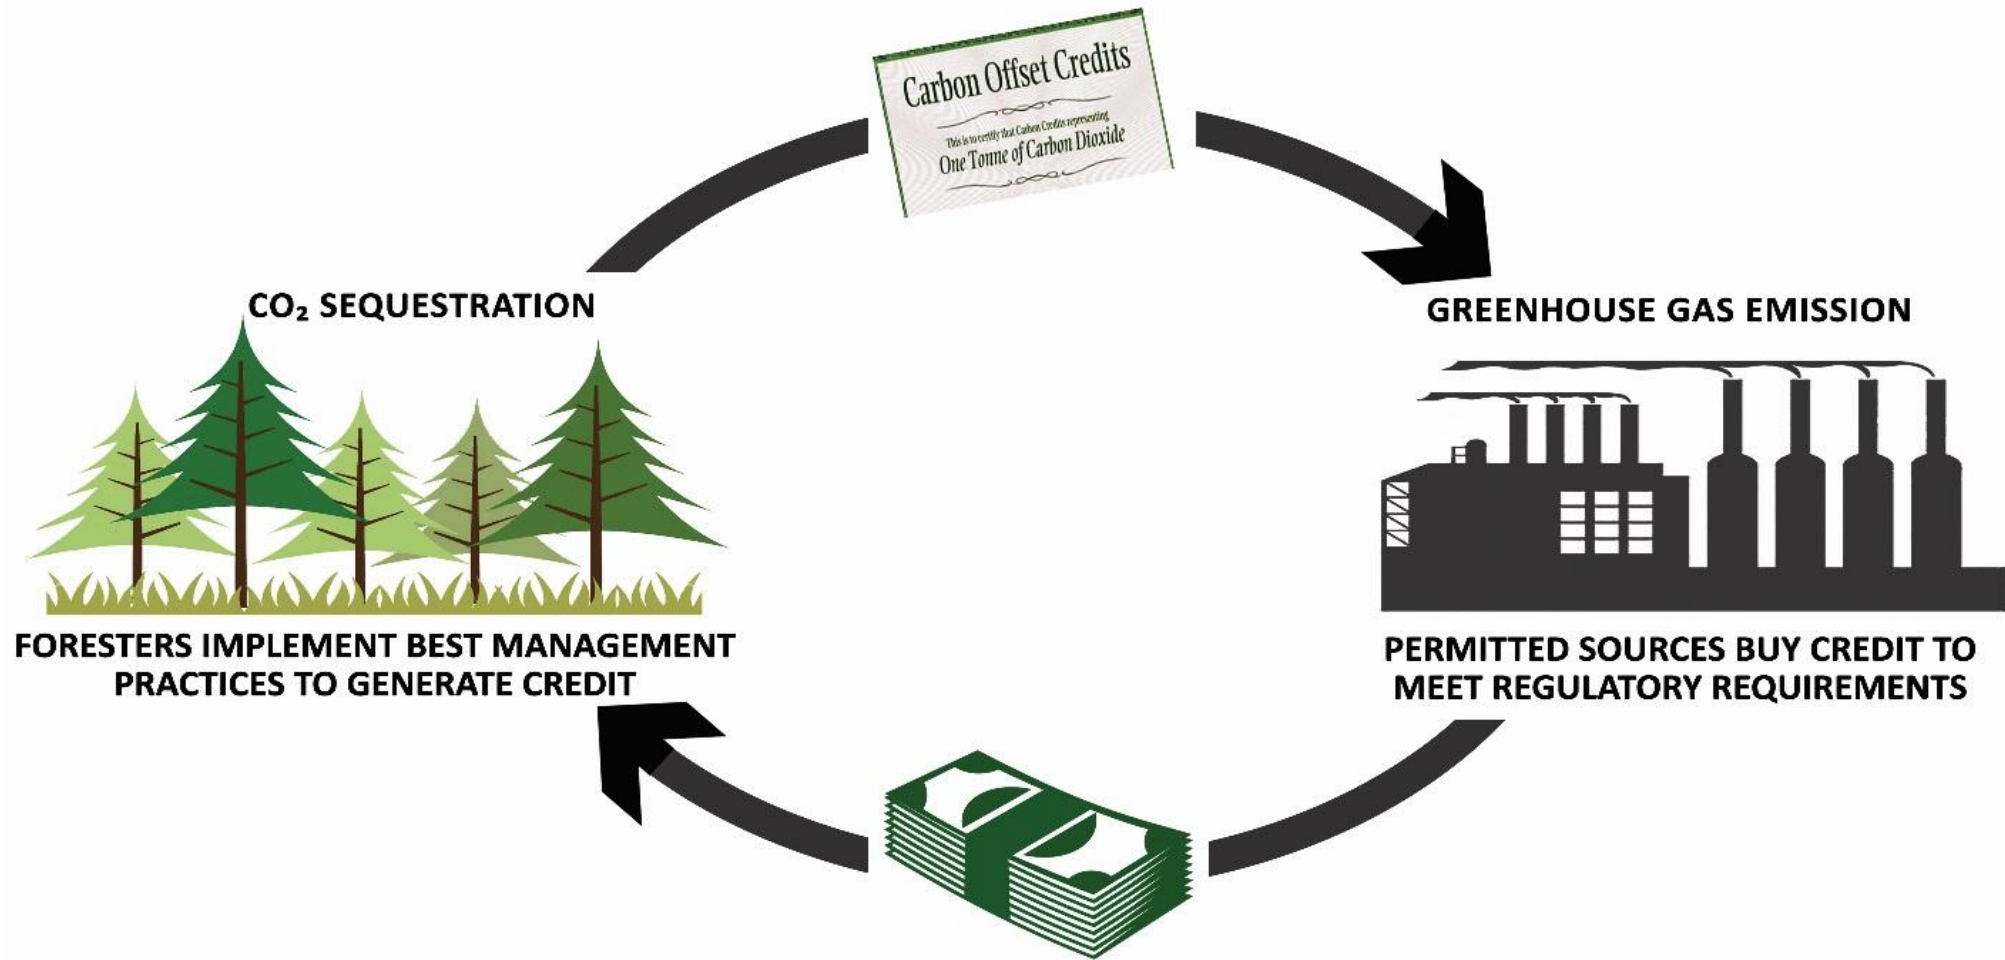 Carbon Offset Credits
This is to certify that Carbon Credits representing
One Tonne of Carbon Dioxide
CO₂ SEQUESTRATION
GREENHOUSE GAS EMISSION
FORESTERS IMPLEMENT BEST MANAGEMENT
PRACTICES TO GENERATE CREDIT
PERMITTED SOURCES BUY CREDIT TO
MEET REGULATORY REQUIREMENTS